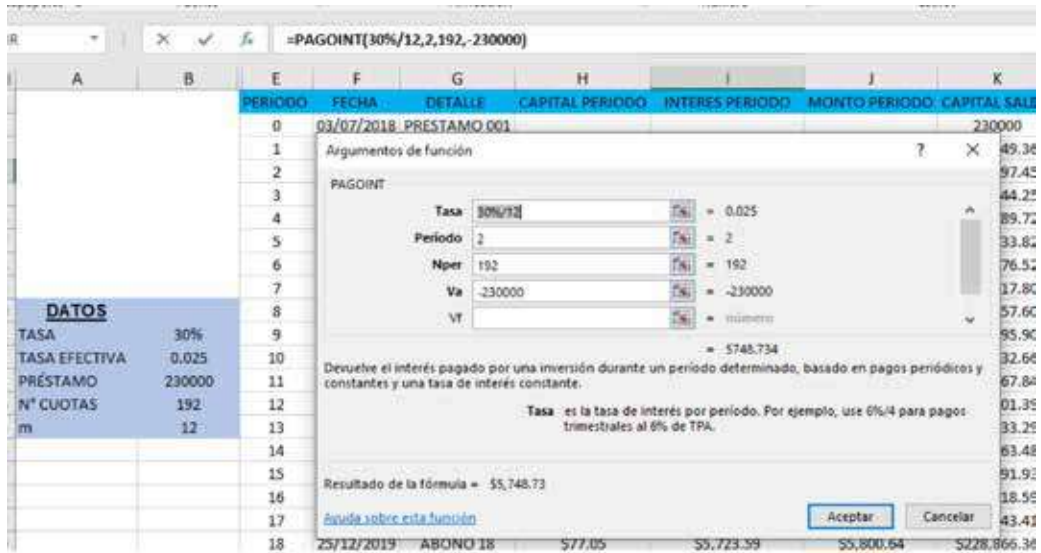 =PAGOINT(30%/12,2,192,-230000)
A B E F G H I J K
PERIODO FECHA DETALLE CAPITAL PERIODO INTERES PERIODO MONTO PERIODO CAPITAL
0 03/07/2018 PRESTAMO 001 230000
1 49.36
2 97.45
3 44.25
4 89.72
5 33.82
6 76.52
7 17.80
8 57.60
9 95.90
10 32.66
11 67.84
12 01.39
13 33.29
14 63.48
15 91.93
16 18.59
17 43.41
18 25/12/2019 ABONO 18 $77.05 $5,723.59 $5,800.64 $228,866.36
DATOS
TASA 30%
TASA EFECTIVA 0.025
PRÉSTAMO 230000
N° CUOTAS 192
m 12
Argumentos de función ? ×
PAGOINT
Tasa 30%/12 = 0.025
Período 2 = 2
Nper 192 = 192
Va -230000 = -230000
Vf = número
= 5748.734
Devuelve el interés pagado por una inversión durante un período determinado, basado en pagos periódicos y
constantes y una tasa de interés constante.
Tasa es la tasa de interés por período. Por ejemplo, use 6%/4 para pagos
trimestrales al 6% de TPA.
Resultado de la fórmula = $5,748.73
Ayuda sobre esta función
Aceptar Cancelar